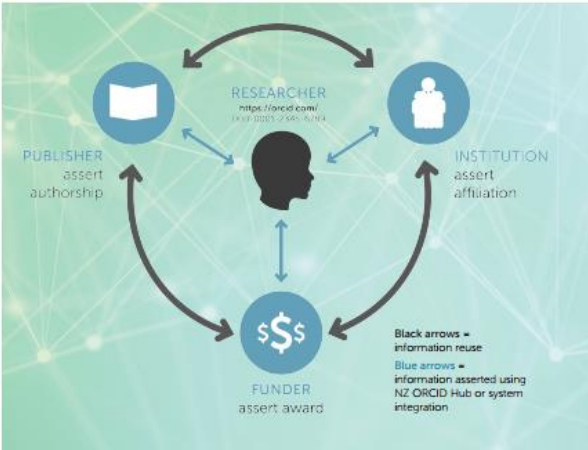 RESEARCHER
https://orcid.com/
PUBLISHER
assert
authorship
INSTITUTION
assert
affiliation
$$$
FUNDER
assert award
Black arrows =
information reuse
Blue arrows =
information asserted using
NZ ORCID Hub or system
integration